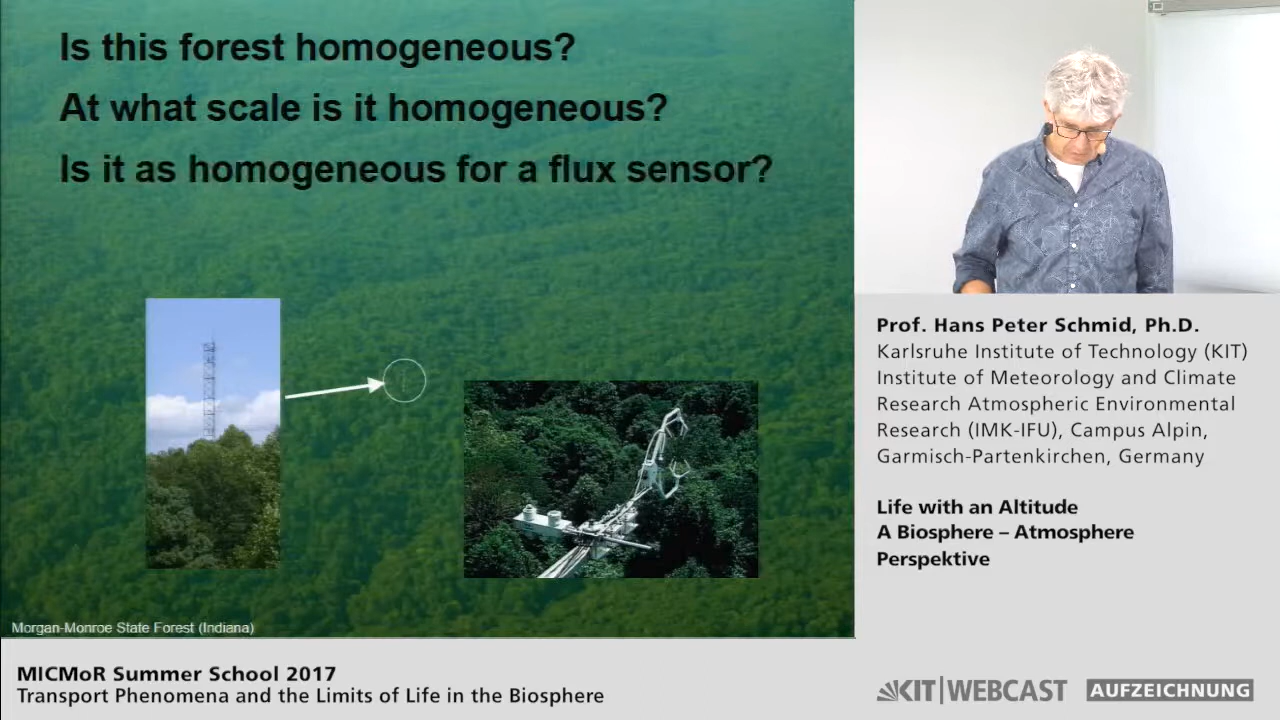 Is this forest homogeneous?
At what scale is it homogeneous?
Is it as homogeneous for a flux sensor?
Morgan-Monroe State Forest (Indiana)
Prof. Hans Peter Schmid, Ph.D.
Karlsruhe Institute of Technology (KIT)
Institute of Meteorology and Climate
Research Atmospheric Environmental
Research (IMK-IFU), Campus Alpin,
Garmisch-Partenkirchen, Germany
Life with an Altitude
A Biosphere – Atmosphere
Perspektive
MICMoR Summer School 2017
Transport Phenomena and the Limits of Life in the Biosphere
KIT|WEBCAST AUFZEICHNUNG